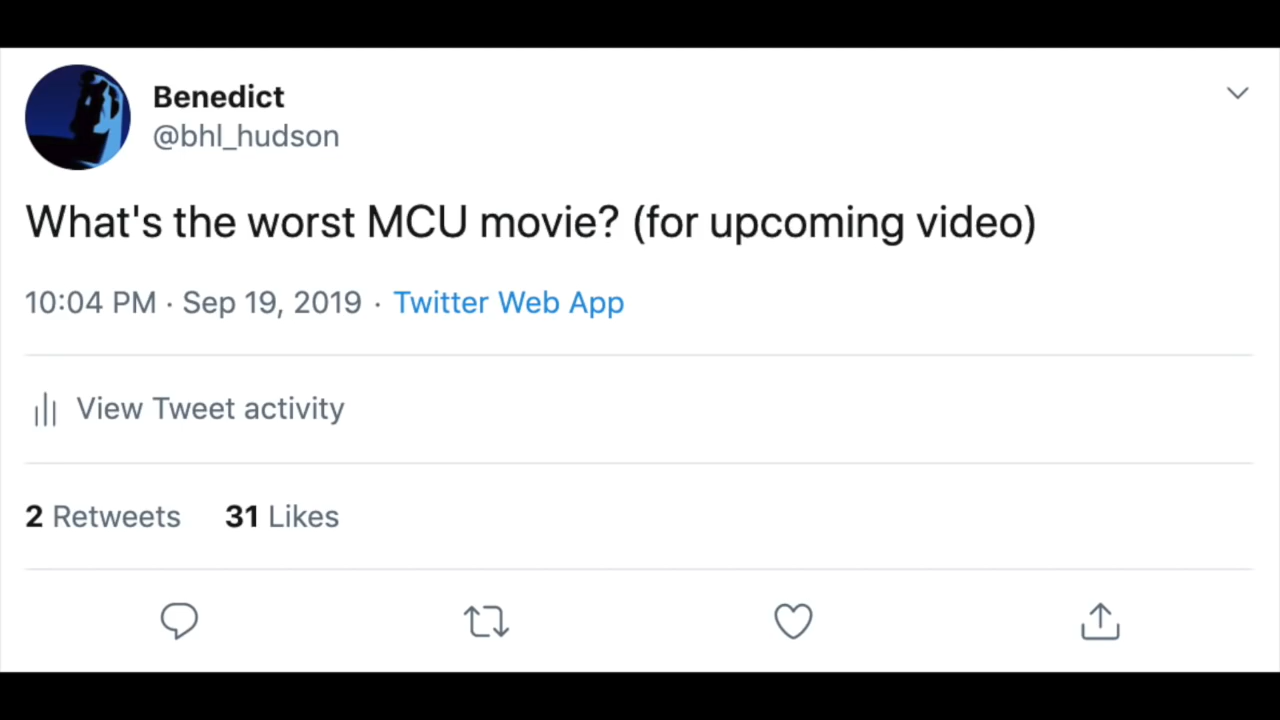 Benedict
@bhl_hudson
What's the worst MCU movie? (for upcoming video)
10:04 PM · Sep 19, 2019 · Twitter Web App
View Tweet activity
2 Retweets 31 Likes